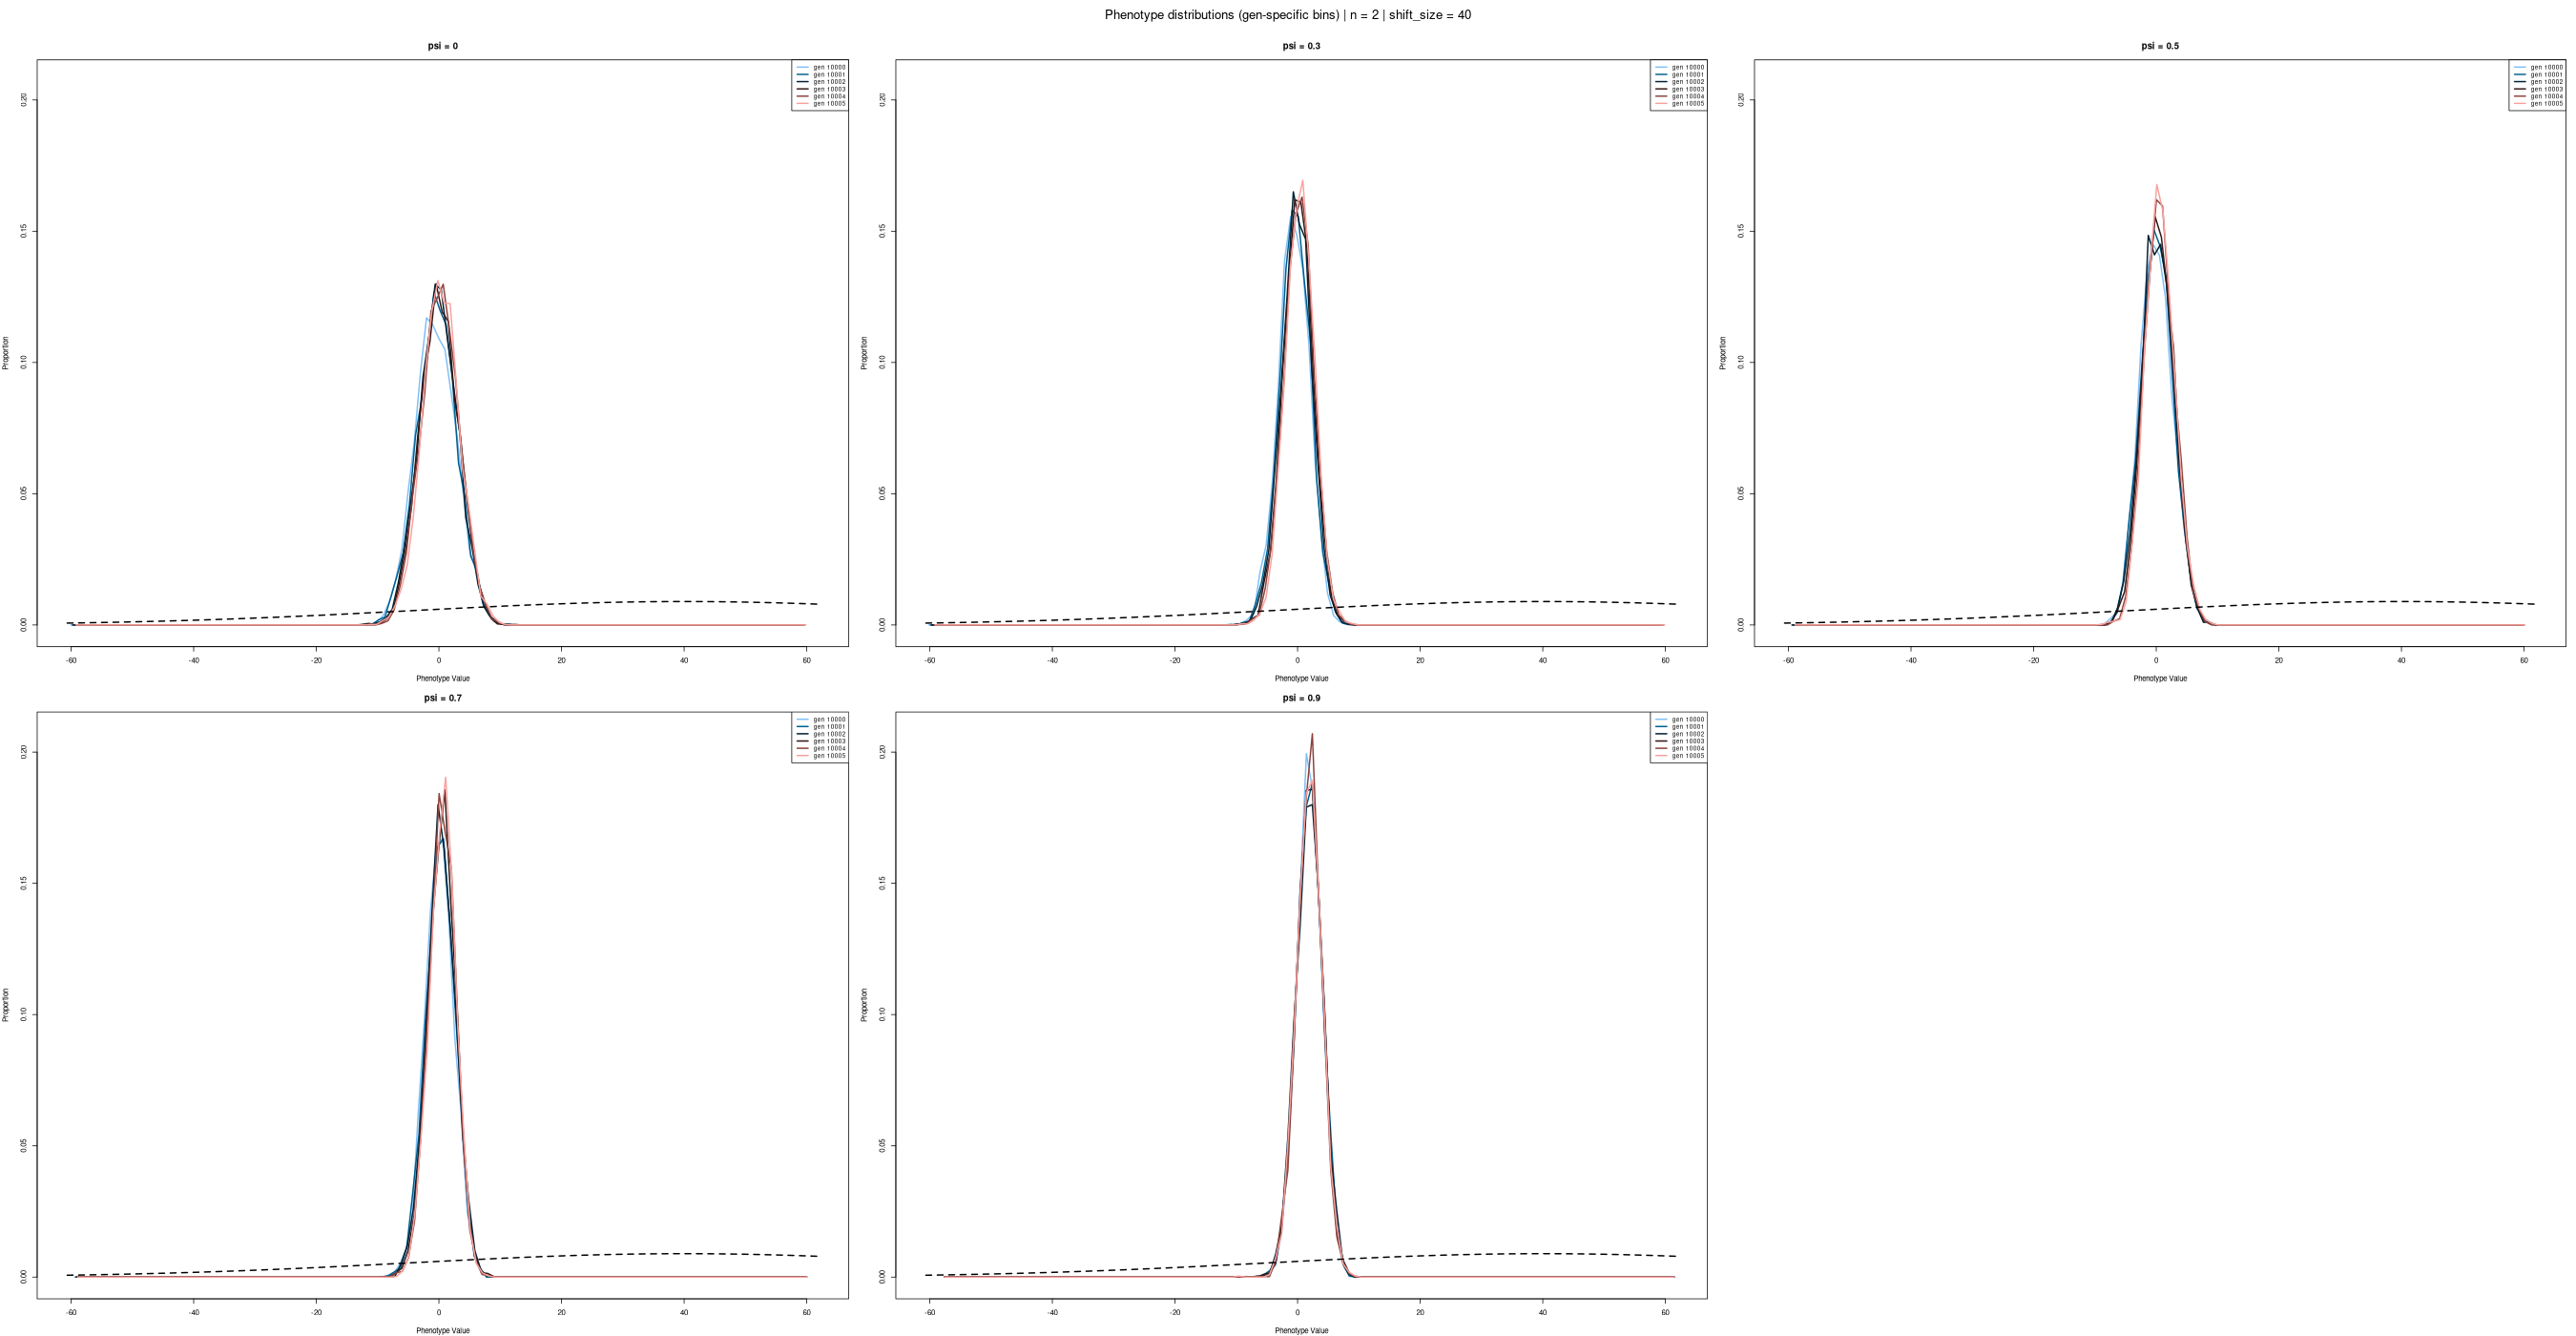 Phenotype distributions (gen-specific bins) | n = 2 | shift_size = 40
psi = 0
gen 10000
gen 10001
gen 10002
gen 10003
gen 10004
gen 10005
Proportion
0.20
0.15
0.10
0.05
0.00
-60 -40 -20 0 20 40 60
Phenotype Value
psi = 0.3
gen 10000
gen 10001
gen 10002
gen 10003
gen 10004
gen 10005
Proportion
0.20
0.15
0.10
0.05
0.00
-60 -40 -20 0 20 40 60
Phenotype Value
psi = 0.5
gen 10000
gen 10001
gen 10002
gen 10003
gen 10004
gen 10005
Proportion
0.20
0.15
0.10
0.05
0.00
-60 -40 -20 0 20 40 60
Phenotype Value
psi = 0.7
gen 10000
gen 10001
gen 10002
gen 10003
gen 10004
gen 10005
Proportion
0.20
0.15
0.10
0.05
0.00
-60 -40 -20 0 20 40 60
Phenotype Value
psi = 0.9
gen 10000
gen 10001
gen 10002
gen 10003
gen 10004
gen 10005
Proportion
0.20
0.15
0.10
0.05
0.00
-60 -40 -20 0 20 40 60
Phenotype Value